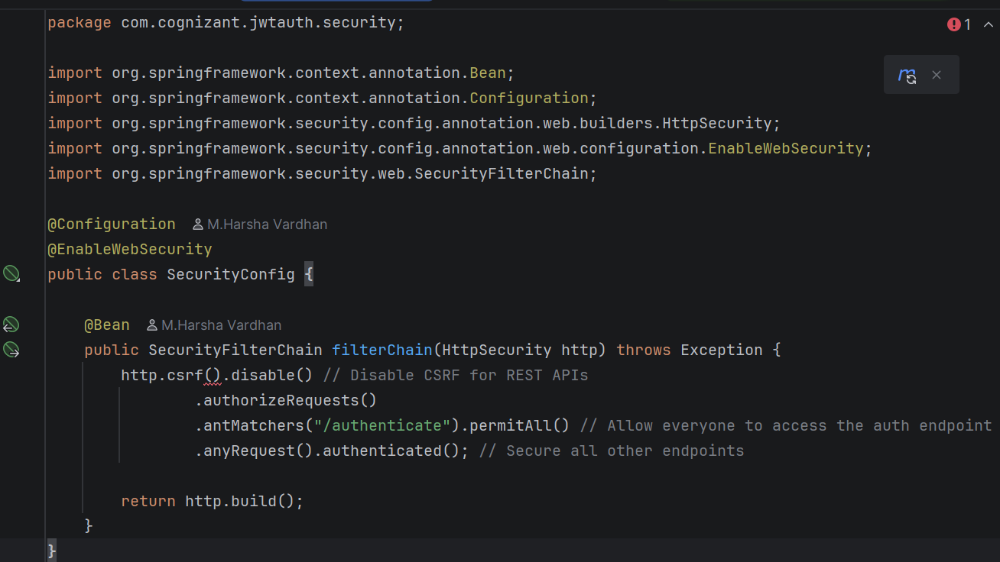 package com.cognizant.jwtauth.security;
1
import org.springframework.context.annotation.Bean;
import org.springframework.context.annotation.Configuration;
import org.springframework.security.config.annotation.web.builders.HttpSecurity;
import org.springframework.security.config.annotation.web.configuration.EnableWebSecurity;
import org.springframework.security.web.SecurityFilterChain;
@Configuration M.Harsha Vardhan
@EnableWebSecurity
public class SecurityConfig {
@Bean M.Harsha Vardhan
public SecurityFilterChain filterChain(HttpSecurity http) throws Exception {
http.csrf().disable() // Disable CSRF for REST APIs
.authorizeRequests()
.antMatchers("/authenticate").permitAll() // Allow everyone to access the auth endpoint
.anyRequest().authenticated(); // Secure all other endpoints
return http.build();
}
}